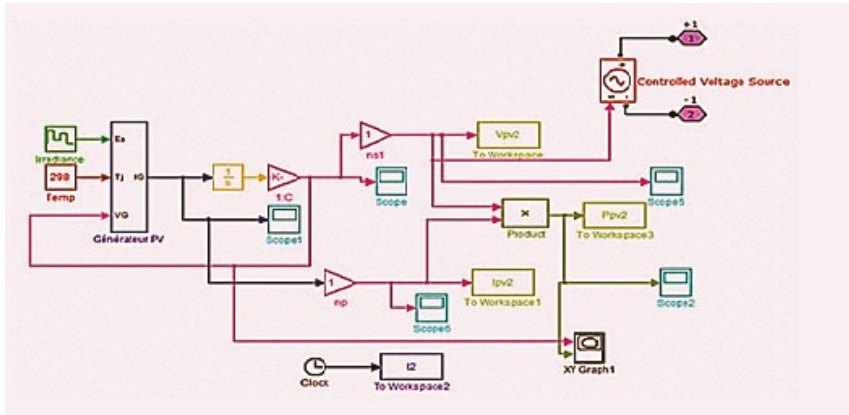 +1
1
Controlled Voltage Source
-1
2
Es
Irradiance
298
Temp
Tj
IG
VG
Générateur PV
1
s
K-
1:C
1
ns1
Vpv2
To Workspace
Scope
Scope1
Scope5
×
Product
Ppv2
To Workspace3
1
np
Ipv2
To Workspace1
Scope6
Scope2
XY Graph1
Clock
t2
To Workspace2